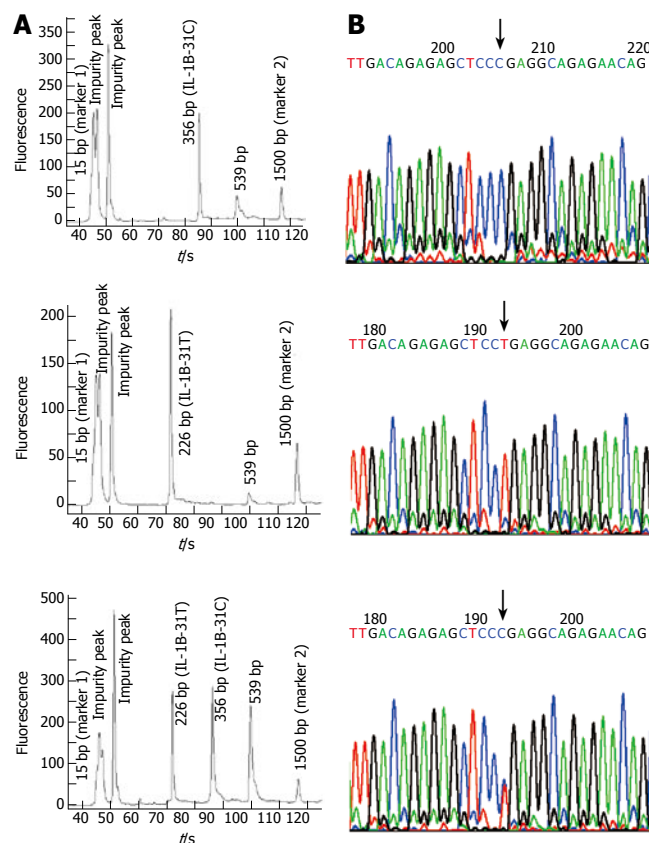 A
Fluorescence
350
300
250
200
150
100
50
0
15 bp (marker 1)
Impurity peak
Impurity peak
356 bp (IL-1B-31C)
539 bp
1500 bp (marker 2)
40 50 60 70 80 90 100 110 120
t/s
Fluorescence
200
150
100
50
0
15 bp (marker 1)
Impurity peak
Impurity peak
226 bp (IL-1B-31T)
539 bp
1500 bp (marker 2)
40 50 60 70 80 90 100 110 120
t/s
Fluorescence
500
400
300
200
100
0
15 bp (marker 1)
Impurity peak
Impurity peak
226 bp (IL-1B-31T)
356 bp (IL-1B-31C)
539 bp
1500 bp (marker 2)
40 50 60 70 80 90 100 110 120
t/s
B
200 210 220
TTGACAGAGAGCTCCCGAGGCAGAGAACAG
180 190 200
TTGACAGAGAGCTCCTGAGGCAGAGAACAG
180 190 200
TTGACAGAGAGCTCCCGAGGCAGAGAACAG